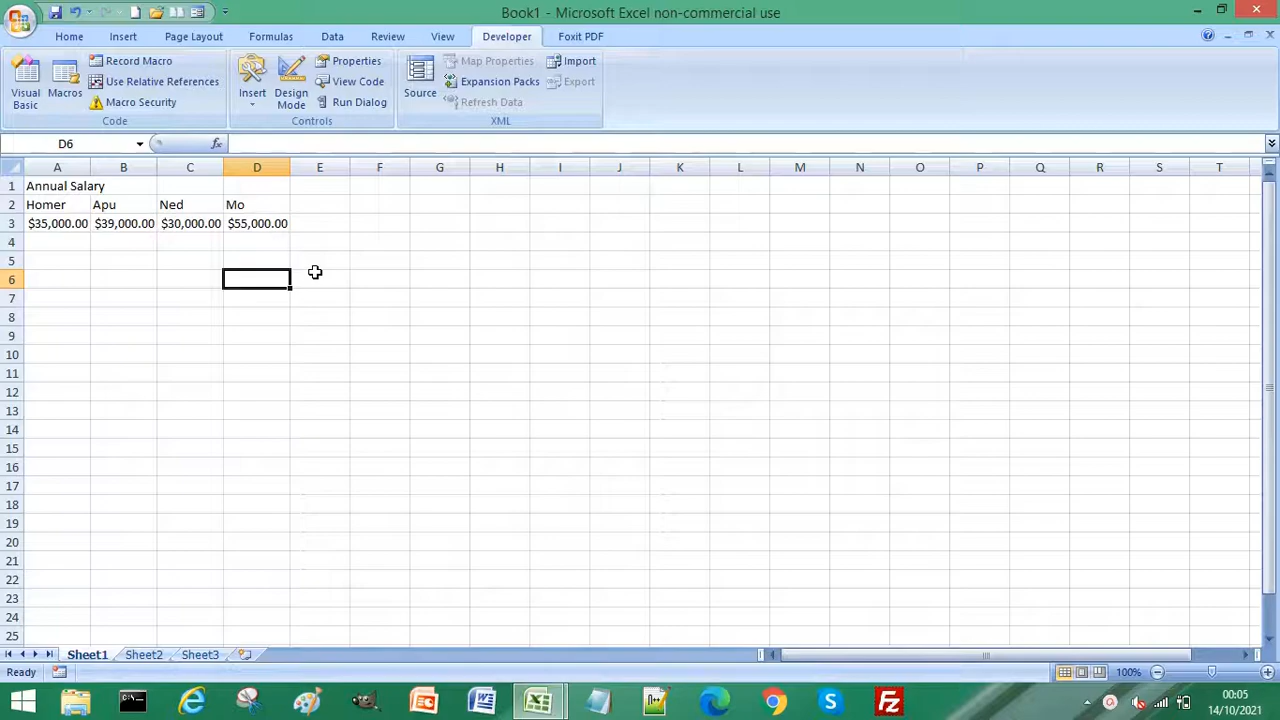 Book1 - Microsoft Excel non-commercial use
Home Insert Page Layout Formulas Data Review View Developer Foxit PDF
Visual Basic
Macros
Record Macro
Use Relative References
Macro Security
Code
Insert
Design Mode
Properties
View Code
Run Dialog
Controls
Source
Map Properties
Expansion Packs
Refresh Data
Import
Export
XML
D6 fx
A B C D E F G H I J K L M N O P Q R S T
1 Annual Salary
2 Homer Apu Ned Mo
3 $35,000.00 $39,000.00 $30,000.00 $55,000.00
4
5
6
7
8
9
10
11
12
13
14
15
16
17
18
19
20
21
22
23
24
25
Sheet1 Sheet2 Sheet3
Ready 100%
00:05
14/10/2021